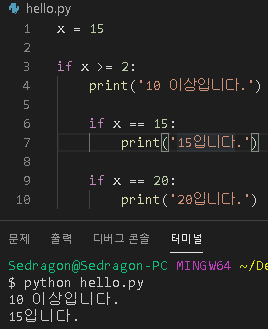 hello.py
1 x = 15
2
3 if x >= 2:
4 print("10 이상입니다.")
5
6 if x == 15:
7 print("15입니다.")
8
9 if x == 20:
10 print("20입니다.")
문제 출력 디버그 콘솔 터미널
Sedragon@Sedragon-PC MINGW64 ~/De
$ python hello.py
10 이상입니다.
15입니다.